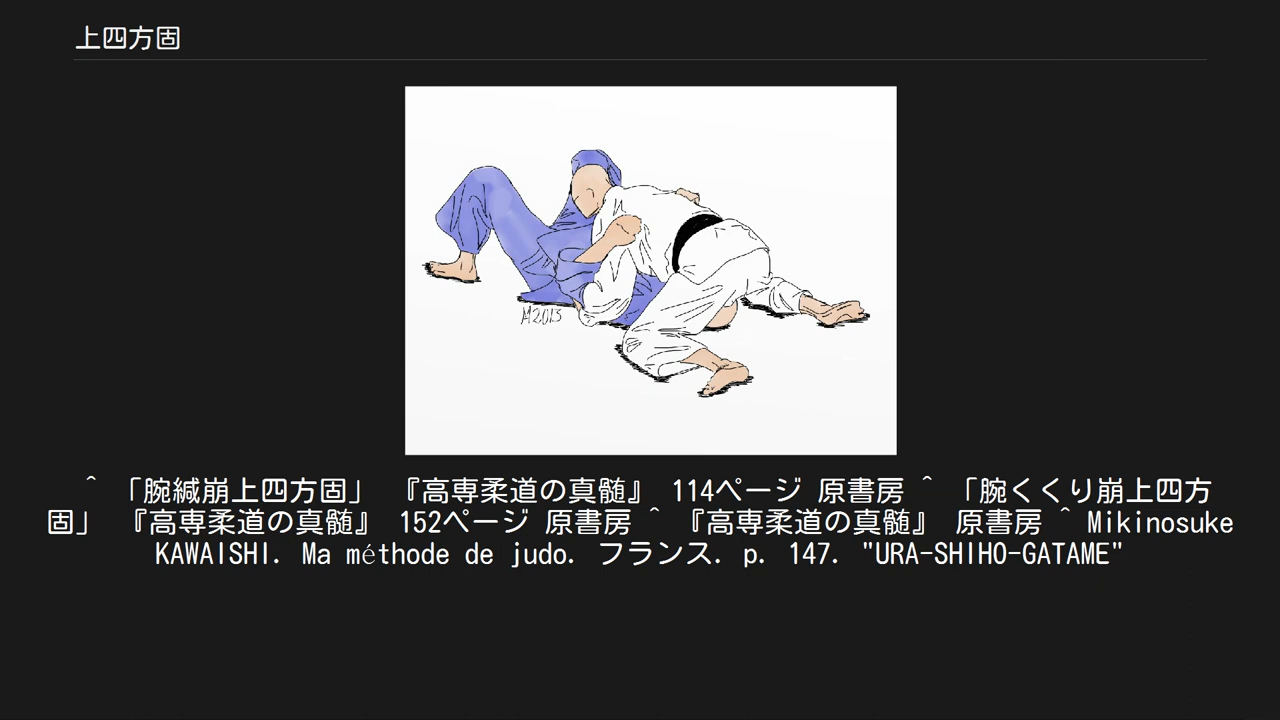 上四方固
M2013
^ 「腕緘崩上四方固」 『高専柔道の真髄』 114ページ 原書房 ^ 「腕くくり崩上四方
固」 『高専柔道の真髄』 152ページ 原書房 ^ 『高専柔道の真髄』 原書房 ^ Mikinosuke
KAWAISHI. Ma méthode de judo. フランス. p. 147. "URA-SHIHO-GATAME"